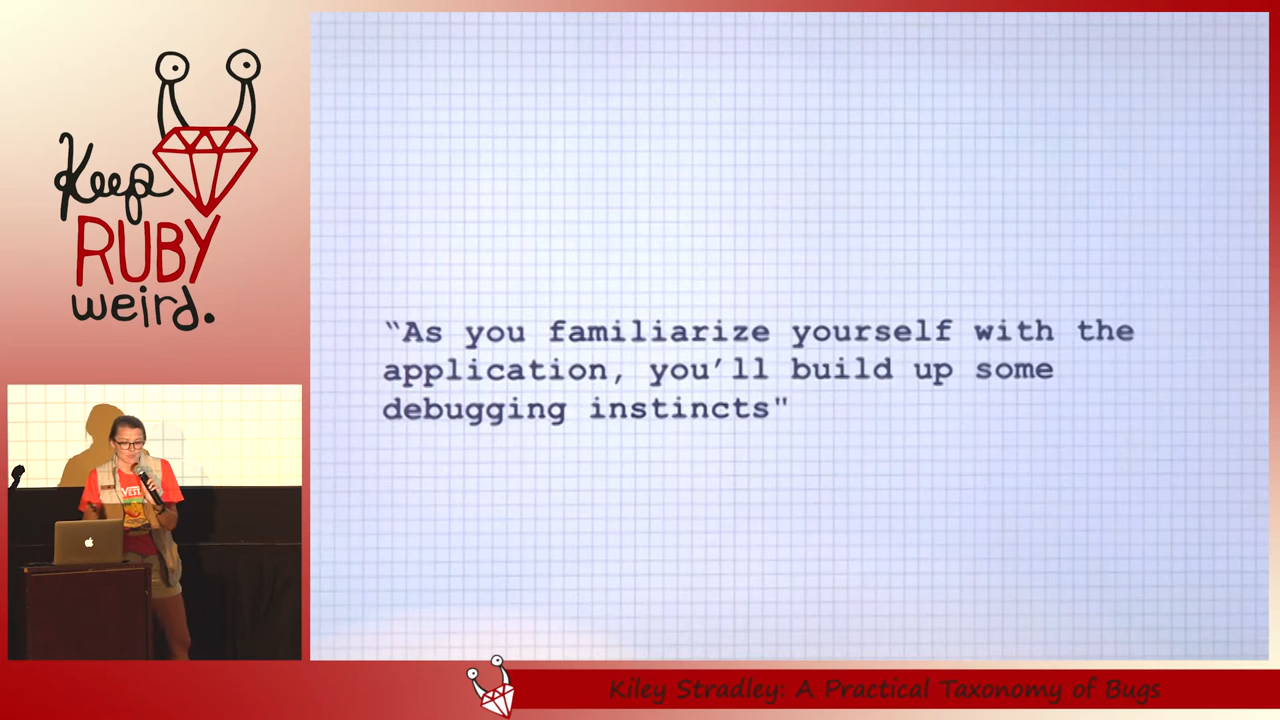 Keep
RUBY
weird.
“As you familiarize yourself with the
application, you’ll build up some
debugging instincts"
VEST
Kiley Stradley: A Practical Taxonomy of Bugs